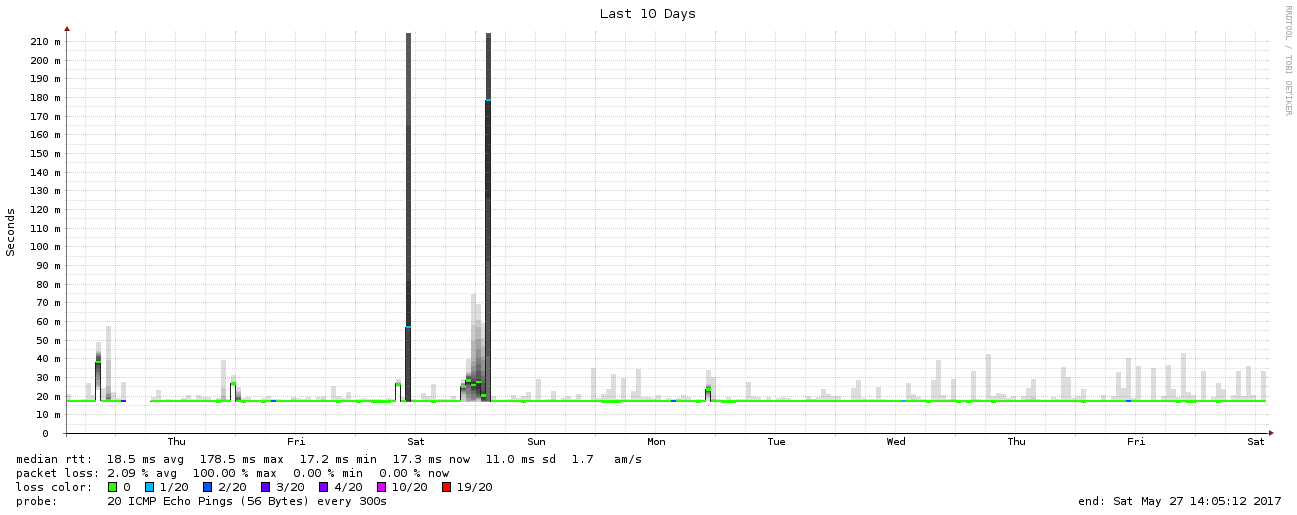 Last 10 Days
RRDTOOL / TOBI OETIKER
Seconds
210 m
200 m
190 m
180 m
170 m
160 m
150 m
140 m
130 m
120 m
110 m
100 m
90 m
80 m
70 m
60 m
50 m
40 m
30 m
20 m
10 m
0
Thu Fri Sat Sun Mon Tue Wed Thu Fri Sat
median rtt: 18.5 ms avg 178.5 ms max 17.2 ms min 17.3 ms now 11.0 ms sd 1.7 am/s
packet loss: 2.09 % avg 100.00 % max 0.00 % min 0.00 % now
loss color: 0 1/20 2/20 3/20 4/20 10/20 19/20
probe: 20 ICMP Echo Pings (56 Bytes) every 300s end: Sat May 27 14:05:12 2017